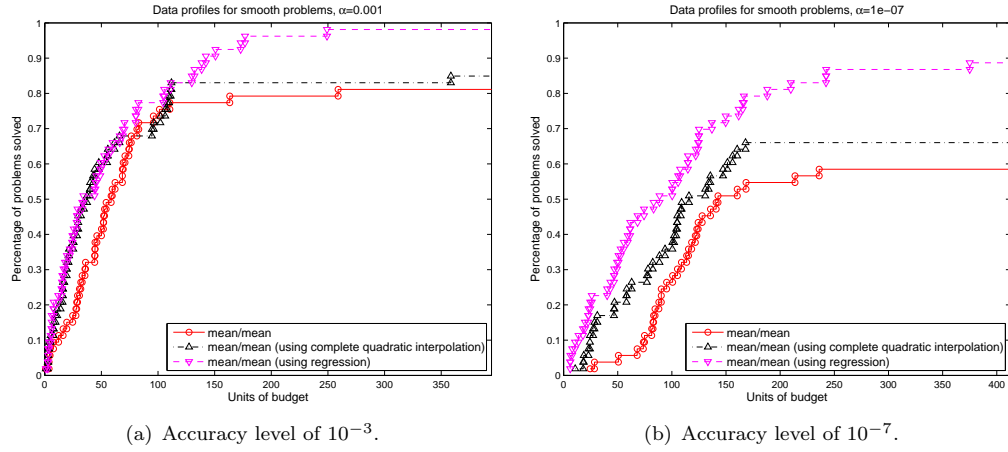 Data profiles for smooth problems, α=0.001
1
0.9
0.8
0.7
0.6
0.5
0.4
0.3
0.2
0.1
0
Percentage of problems solved
0 50 100 150 200 250 300 350
Units of budget
mean/mean
mean/mean (using complete quadratic interpolation)
mean/mean (using regression)
(a) Accuracy level of 10⁻³.
Data profiles for smooth problems, α=1e−07
1
0.9
0.8
0.7
0.6
0.5
0.4
0.3
0.2
0.1
0
Percentage of problems solved
0 50 100 150 200 250 300 350 400
Units of budget
mean/mean
mean/mean (using complete quadratic interpolation)
mean/mean (using regression)
(b) Accuracy level of 10⁻⁷.